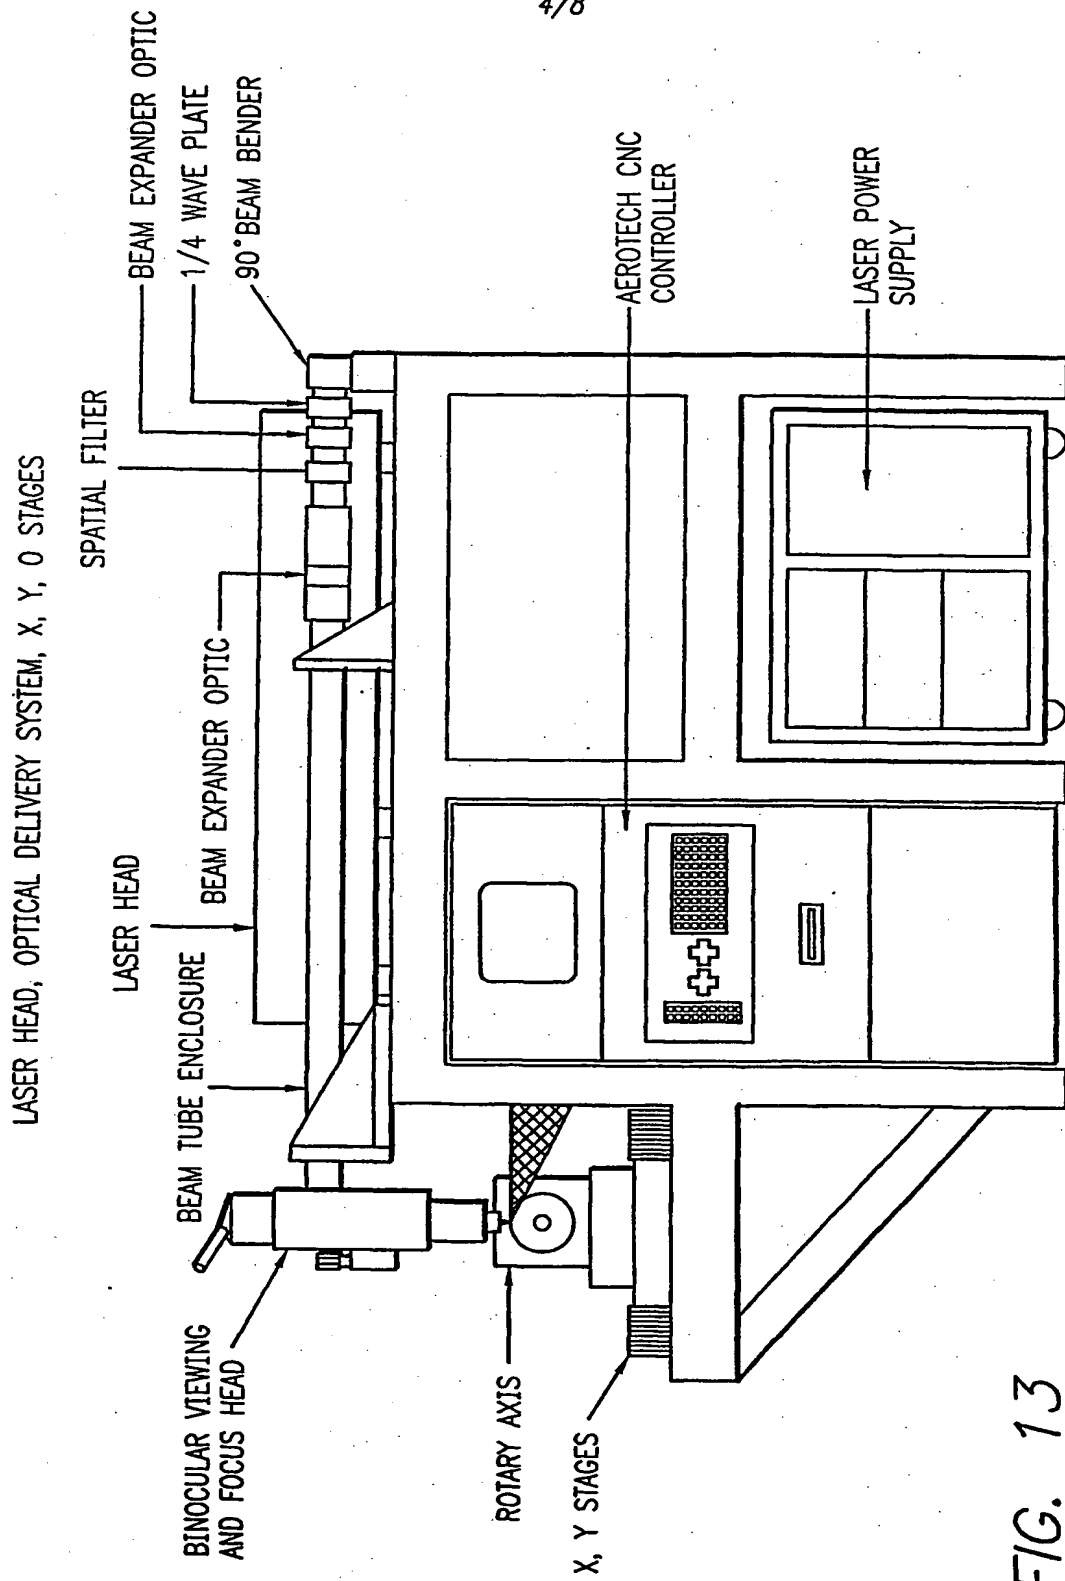 4/8
LASER HEAD, OPTICAL DELIVERY SYSTEM, X, Y, O STAGES
BEAM EXPANDER OPTIC
1/4 WAVE PLATE
90° BEAM BENDER
SPATIAL FILTER
BEAM EXPANDER OPTIC
LASER HEAD
BEAM TUBE ENCLOSURE
BINOCULAR VIEWING
AND FOCUS HEAD
ROTARY AXIS
X, Y STAGES
AEROTECH CNC
CONTROLLER
LASER POWER
SUPPLY
FIG. 13